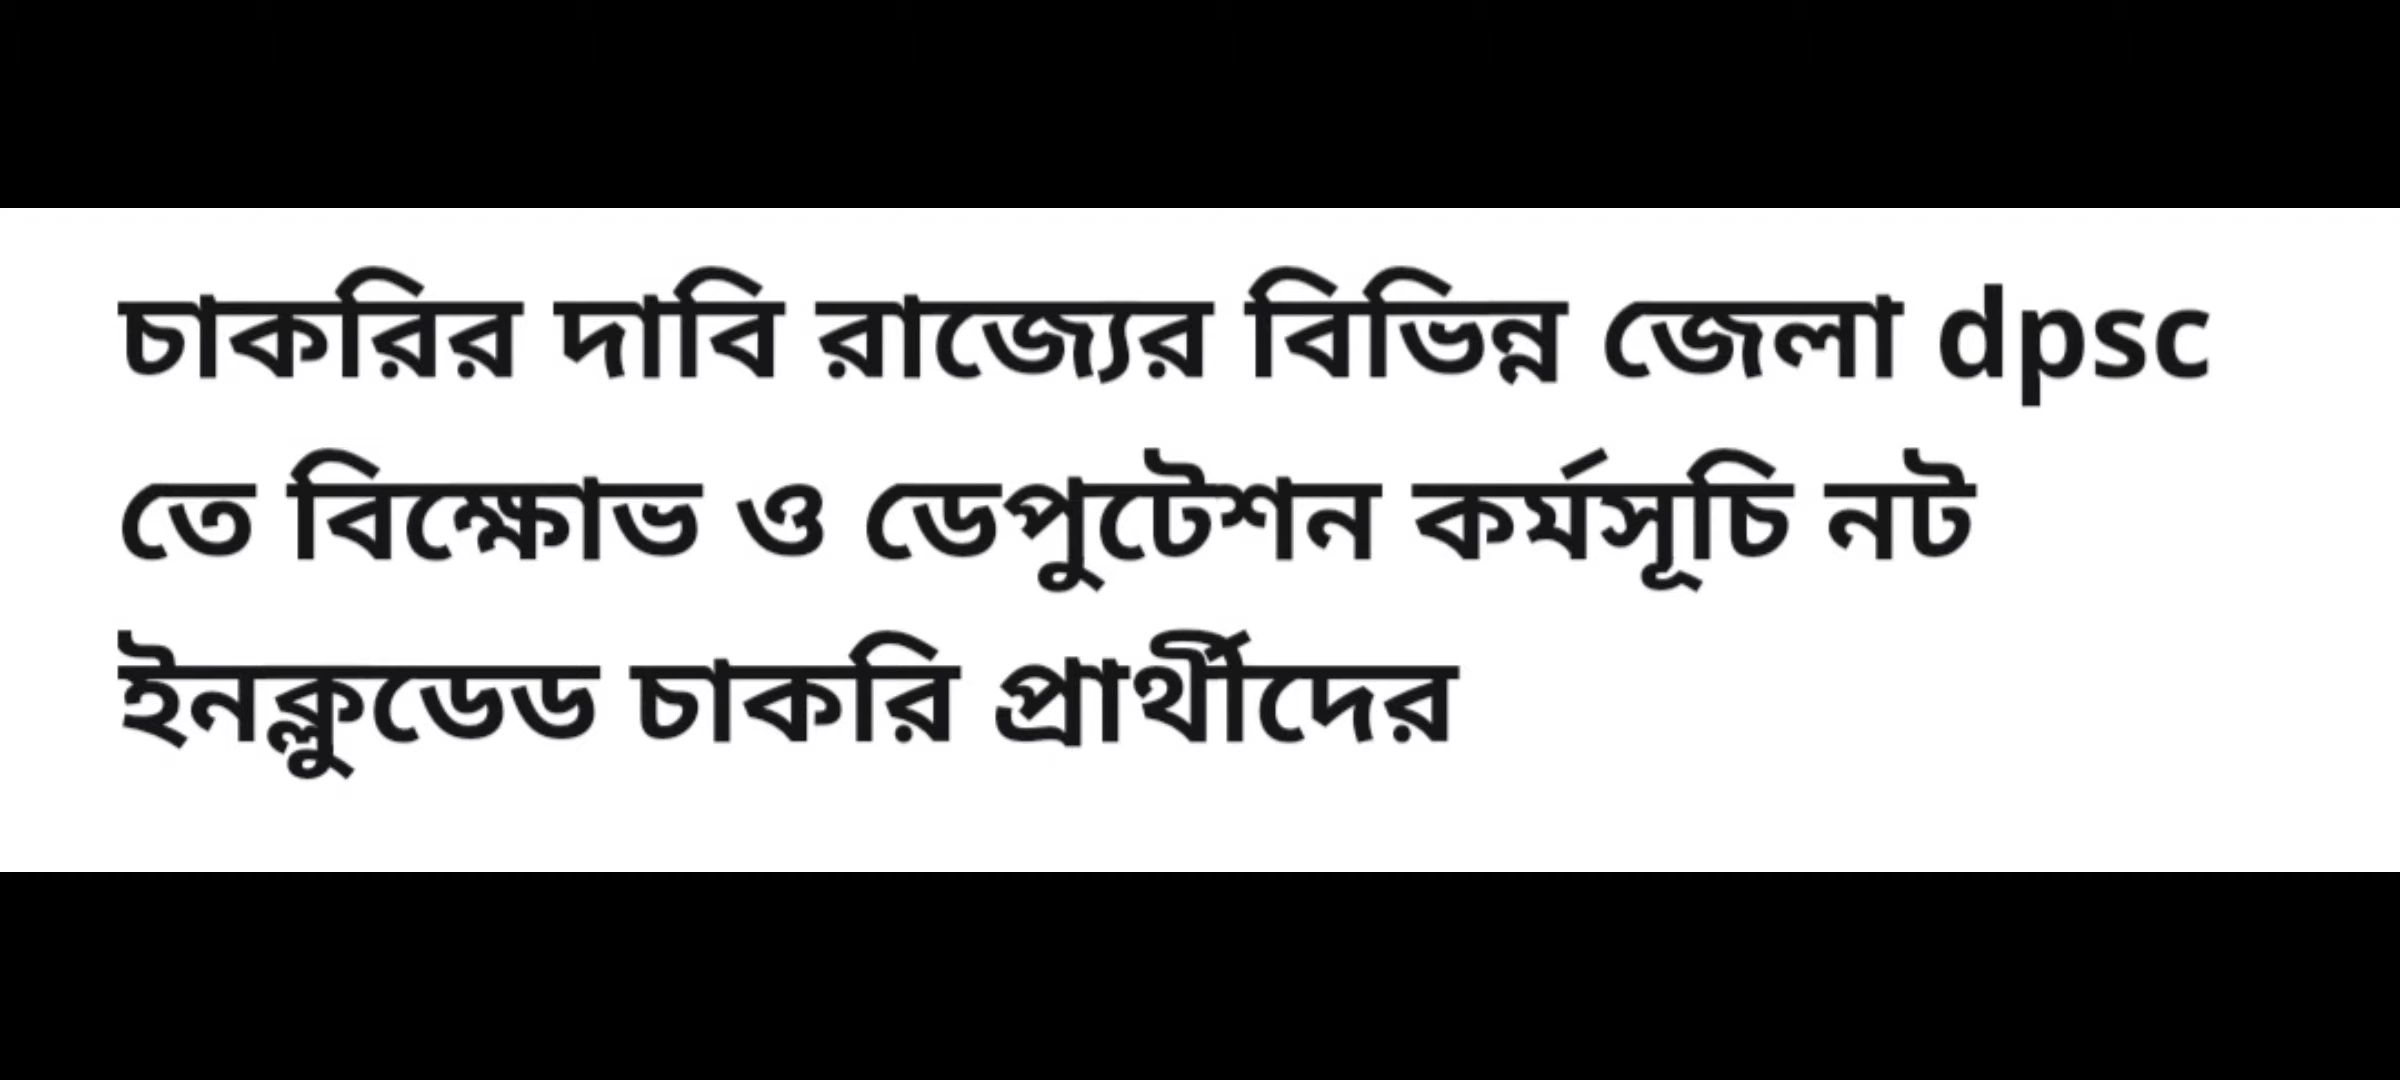 চাকরির দাবি রাজ্যের বিভিন্ন জেলা dpsc
তে বিক্ষোভ ও ডেপুটেশন কর্মসূচি নট
ইনক্লুডেড চাকরি প্রার্থীদের